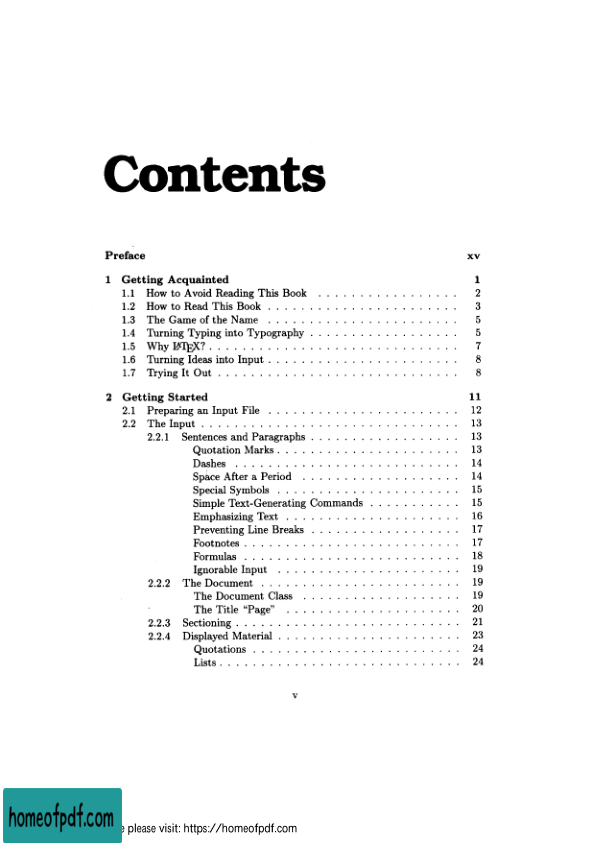 Contents
Preface xv
1 Getting Acquainted 1
1.1 How to Avoid Reading This Book . . . . . . . . . . . . . . . . . 2
1.2 How to Read This Book . . . . . . . . . . . . . . . . . . . . . . . 3
1.3 The Game of the Name . . . . . . . . . . . . . . . . . . . . . . . 5
1.4 Turning Typing into Typography . . . . . . . . . . . . . . . . . . 5
1.5 Why LATEX? . . . . . . . . . . . . . . . . . . . . . . . . . . . . . . 7
1.6 Turning Ideas into Input . . . . . . . . . . . . . . . . . . . . . . . 8
1.7 Trying It Out . . . . . . . . . . . . . . . . . . . . . . . . . . . . . 8
2 Getting Started 11
2.1 Preparing an Input File . . . . . . . . . . . . . . . . . . . . . . . 12
2.2 The Input . . . . . . . . . . . . . . . . . . . . . . . . . . . . . . . 13
2.2.1 Sentences and Paragraphs . . . . . . . . . . . . . . . . . . 13
Quotation Marks . . . . . . . . . . . . . . . . . . . . . . 13
Dashes . . . . . . . . . . . . . . . . . . . . . . . . . . . 14
Space After a Period . . . . . . . . . . . . . . . . . . . 14
Special Symbols . . . . . . . . . . . . . . . . . . . . . . 15
Simple Text-Generating Commands . . . . . . . . . . . 15
Emphasizing Text . . . . . . . . . . . . . . . . . . . . . 16
Preventing Line Breaks . . . . . . . . . . . . . . . . . . 17
Footnotes . . . . . . . . . . . . . . . . . . . . . . . . . . 17
Formulas . . . . . . . . . . . . . . . . . . . . . . . . . . 18
Ignorable Input . . . . . . . . . . . . . . . . . . . . . . 19
2.2.2 The Document . . . . . . . . . . . . . . . . . . . . . . . . 19
The Document Class . . . . . . . . . . . . . . . . . . . 19
The Title “Page” . . . . . . . . . . . . . . . . . . . . . 20
2.2.3 Sectioning . . . . . . . . . . . . . . . . . . . . . . . . . . . 21
2.2.4 Displayed Material . . . . . . . . . . . . . . . . . . . . . . 23
Quotations . . . . . . . . . . . . . . . . . . . . . . . . . 24
Lists . . . . . . . . . . . . . . . . . . . . . . . . . . . . . 24
v
homeofpdf.com
please visit: https://homeofpdf.com